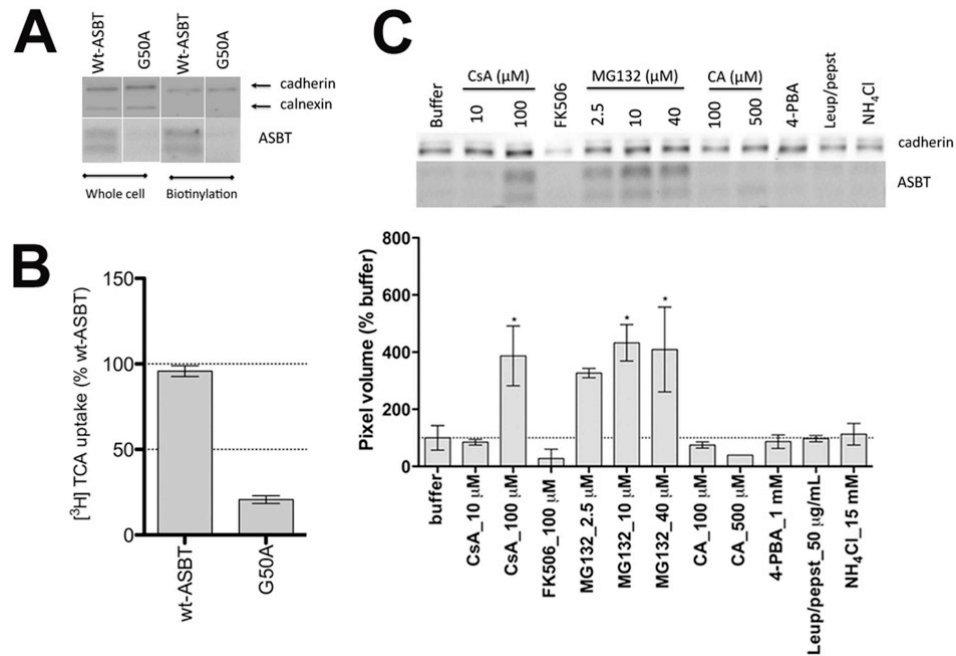 A
Wt-ASBT
G50A
Wt-ASBT
G50A
cadherin
calnexin
ASBT
Whole cell
Biotinylation
B
[³H] TCA uptake (% wt-ASBT)
150
100
50
0
wt-ASBT
G50A
C
CsA (µM)
MG132 (µM)
CA (µM)
Buffer
10
100
FK506
2.5
10
40
100
500
4-PBA
Leup/pepst
NH₄Cl
cadherin
ASBT
Pixel volume (% buffer)
800
600
400
200
0
*
*
*
buffer
CsA_10 µM
CsA_100 µM
FK506_100 µM
MG132_2.5 µM
MG132_10 µM
MG132_40 µM
CA_100 µM
CA_500 µM
4-PBA_1 mM
Leup/pepst_50 µg/mL
NH₄Cl_15 mM